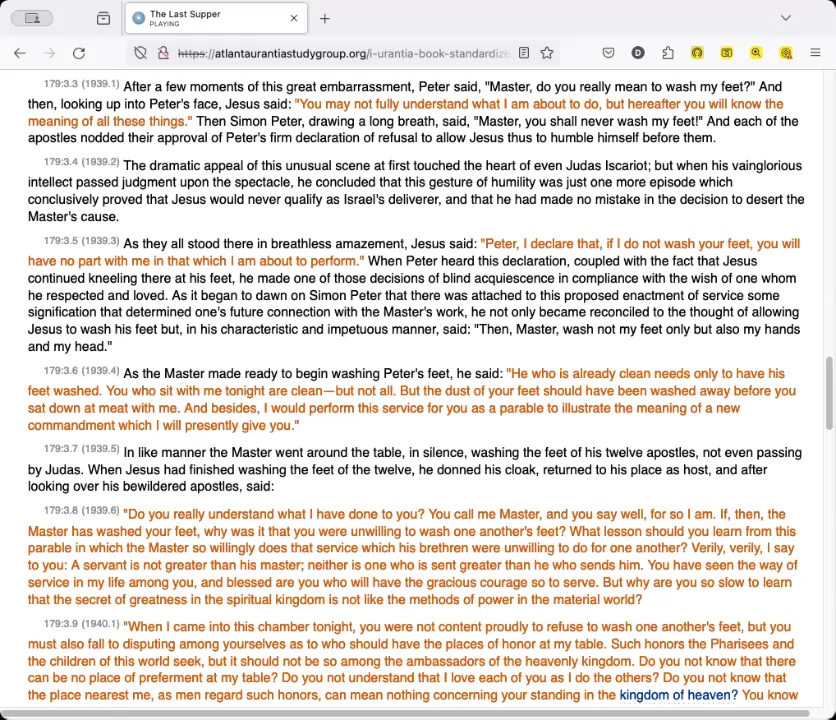 The Last Supper
PLAYING
https://atlantaurantiastudygroup.org/i-urantia-book-standardize
179:3.3 (1939.1) After a few moments of this great embarrassment, Peter said, "Master, do you really mean to wash my feet?" And
then, looking up into Peter's face, Jesus said: "You may not fully understand what I am about to do, but hereafter you will know the
meaning of all these things." Then Simon Peter, drawing a long breath, said, "Master, you shall never wash my feet!" And each of the
apostles nodded their approval of Peter's firm declaration of refusal to allow Jesus thus to humble himself before them.
179:3.4 (1939.2) The dramatic appeal of this unusual scene at first touched the heart of even Judas Iscariot; but when his vainglorious
intellect passed judgment upon the spectacle, he concluded that this gesture of humility was just one more episode which
conclusively proved that Jesus would never qualify as Israel's deliverer, and that he had made no mistake in the decision to desert the
Master's cause.
179:3.5 (1939.3) As they all stood there in breathless amazement, Jesus said: "Peter, I declare that, if I do not wash your feet, you will
have no part with me in that which I am about to perform." When Peter heard this declaration, coupled with the fact that Jesus
continued kneeling there at his feet, he made one of those decisions of blind acquiescence in compliance with the wish of one whom
he respected and loved. As it began to dawn on Simon Peter that there was attached to this proposed enactment of service some
signification that determined one's future connection with the Master's work, he not only became reconciled to the thought of allowing
Jesus to wash his feet but, in his characteristic and impetuous manner, said: "Then, Master, wash not my feet only but also my hands
and my head."
179:3.6 (1939.4) As the Master made ready to begin washing Peter's feet, he said: "He who is already clean needs only to have his
feet washed. You who sit with me tonight are clean—but not all. But the dust of your feet should have been washed away before you
sat down at meat with me. And besides, I would perform this service for you as a parable to illustrate the meaning of a new
commandment which I will presently give you."
179:3.7 (1939.5) In like manner the Master went around the table, in silence, washing the feet of his twelve apostles, not even passing
by Judas. When Jesus had finished washing the feet of the twelve, he donned his cloak, returned to his place as host, and after
looking over his bewildered apostles, said:
179:3.8 (1939.6) "Do you really understand what I have done to you? You call me Master, and you say well, for so I am. If, then, the
Master has washed your feet, why was it that you were unwilling to wash one another's feet? What lesson should you learn from this
parable in which the Master so willingly does that service which his brethren were unwilling to do for one another? Verily, verily, I say
to you: A servant is not greater than his master; neither is one who is sent greater than he who sends him. You have seen the way of
service in my life among you, and blessed are you who will have the gracious courage so to serve. But why are you so slow to learn
that the secret of greatness in the spiritual kingdom is not like the methods of power in the material world?
179:3.9 (1940.1) "When I came into this chamber tonight, you were not content proudly to refuse to wash one another's feet, but you
must also fall to disputing among yourselves as to who should have the places of honor at my table. Such honors the Pharisees and
the children of this world seek, but it should not be so among the ambassadors of the heavenly kingdom. Do you not know that there
can be no place of preferment at my table? Do you not understand that I love each of you as I do the others? Do you not know that
the place nearest me, as men regard such honors, can mean nothing concerning your standing in the kingdom of heaven? You know